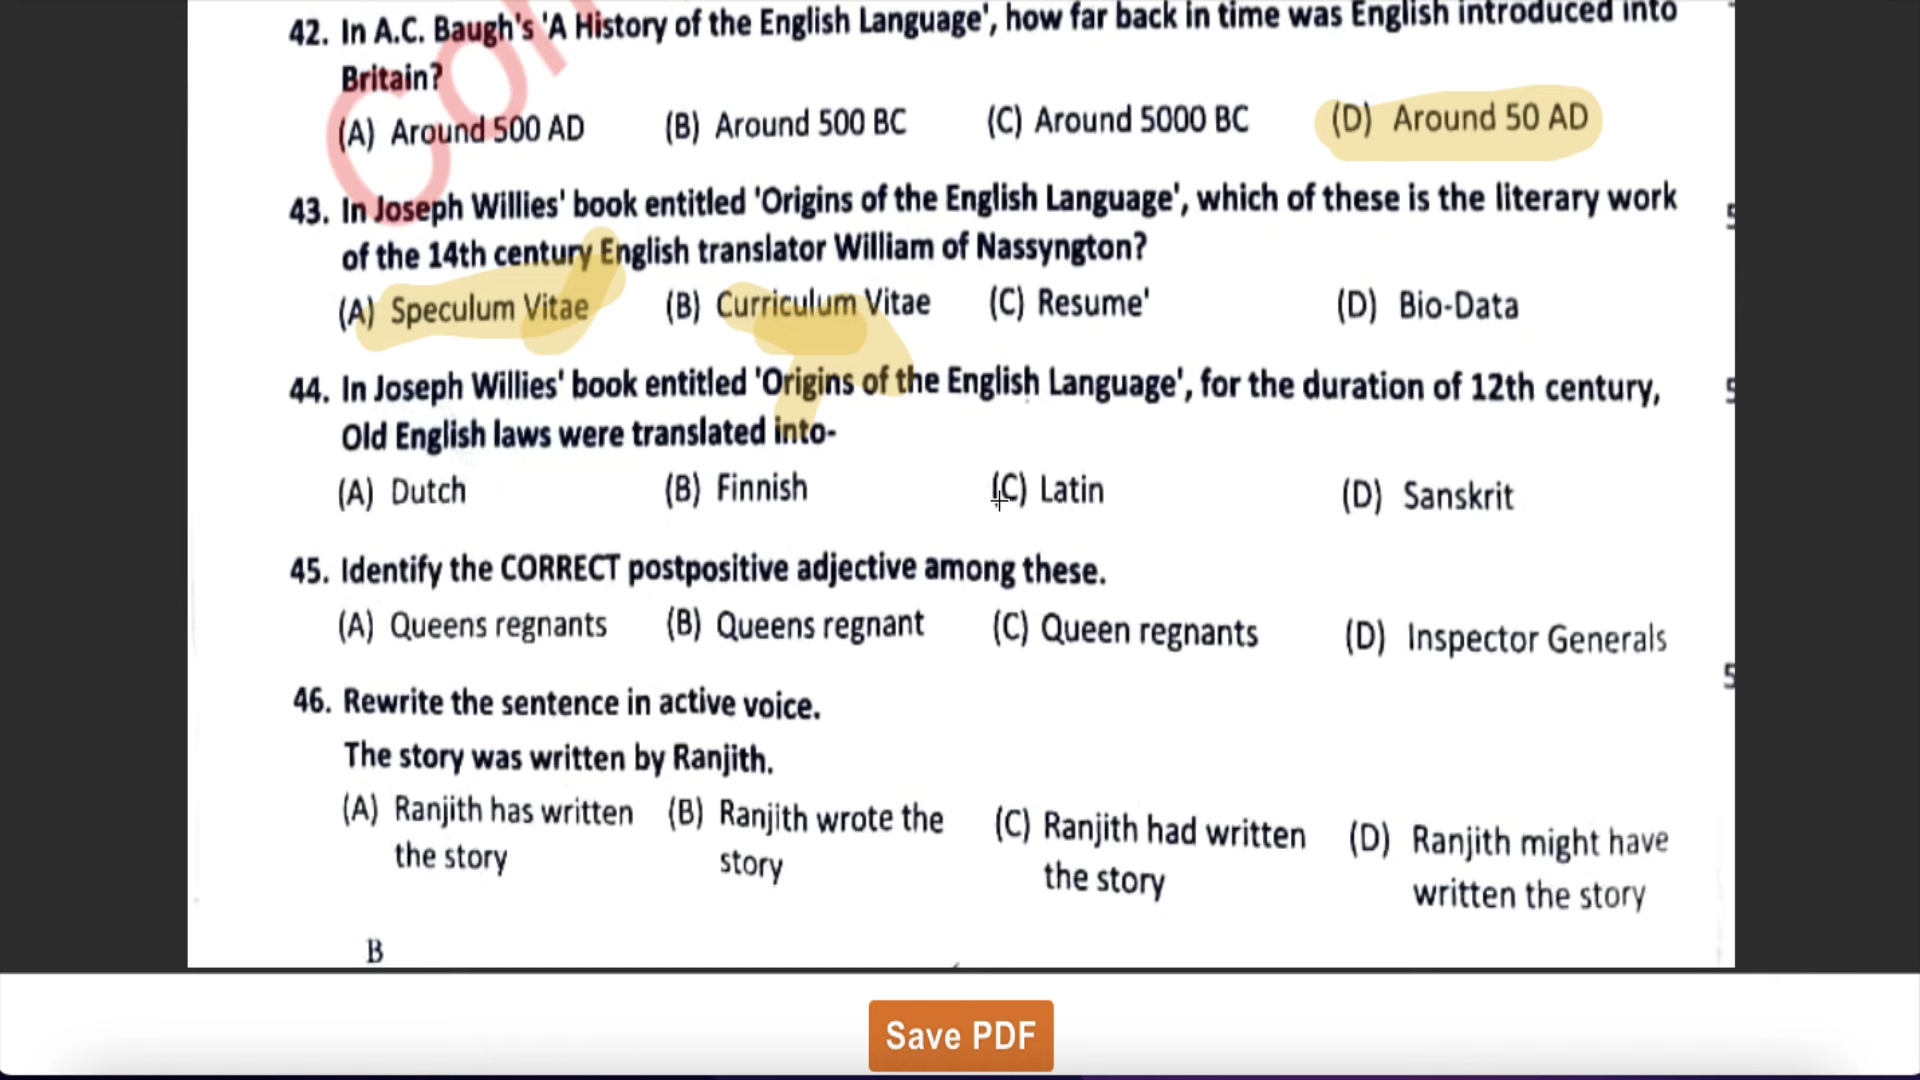 42. In A.C. Baugh's 'A History of the English Language', how far back in time was English introduced into
Britain?
(A) Around 500 AD (B) Around 500 BC (C) Around 5000 BC (D) Around 50 AD
43. In Joseph Willies' book entitled 'Origins of the English Language', which of these is the literary work
of the 14th century English translator William of Nassyngton?
(A) Speculum Vitae (B) Curriculum Vitae (C) Resume' (D) Bio-Data
44. In Joseph Willies' book entitled 'Origins of the English Language', for the duration of 12th century,
Old English laws were translated into-
(A) Dutch (B) Finnish (C) Latin (D) Sanskrit
45. Identify the CORRECT postpositive adjective among these.
(A) Queens regnants (B) Queens regnant (C) Queen regnants (D) Inspector Generals
46. Rewrite the sentence in active voice.
The story was written by Ranjith.
(A) Ranjith has written (B) Ranjith wrote the (C) Ranjith had written (D) Ranjith might have
the story story the story written the story
B
Save PDF